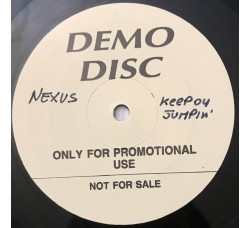 DEMO
DISC
NEXUS
KEEP ON
JUMPIN'
ONLY FOR PROMOTIONAL
USE
NOT FOR SALE